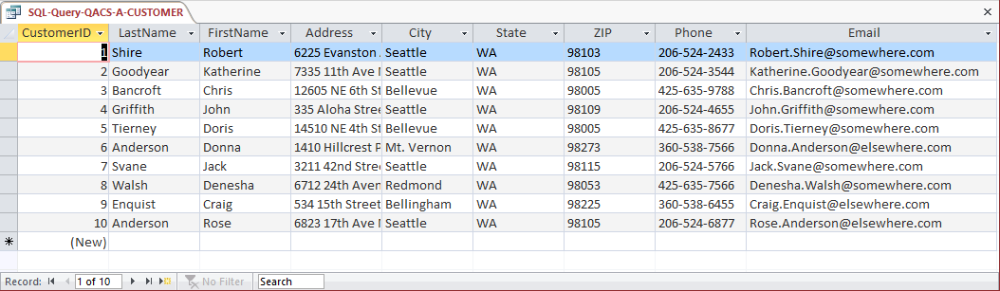 SQL-Query-QACS-A-CUSTOMER
CustomerID LastName FirstName Address City State ZIP Phone Email
1 Shire Robert 6225 Evanston Seattle WA 98103 206-524-2433 Robert.Shire@somewhere.com
2 Goodyear Katherine 7335 11th Ave Seattle WA 98105 206-524-3544 Katherine.Goodyear@somewhere.com
3 Bancroft Chris 12605 NE 6th St Bellevue WA 98005 425-635-9788 Chris.Bancroft@somewhere.com
4 Griffith John 335 Aloha Stree Seattle WA 98109 206-524-4655 John.Griffith@somewhere.com
5 Tierney Doris 14510 NE 4th St Bellevue WA 98005 425-635-8677 Doris.Tierney@somewhere.com
6 Anderson Donna 1410 Hillcrest P Mt. Vernon WA 98273 360-538-7566 Donna.Anderson@elsewhere.com
7 Svane Jack 3211 42nd Stree Seattle WA 98115 206-524-5766 Jack.Svane@somewhere.com
8 Walsh Denesha 6712 24th Aven Redmond WA 98053 425-635-7566 Denesha.Walsh@somewhere.com
9 Enquist Craig 534 15th Street Bellingham WA 98225 360-538-6455 Craig.Enquist@elsewhere.com
10 Anderson Rose 6823 17th Ave Seattle WA 98105 206-524-6877 Rose.Anderson@elsewhere.com
(New)
Record: 1 of 10 No Filter Search